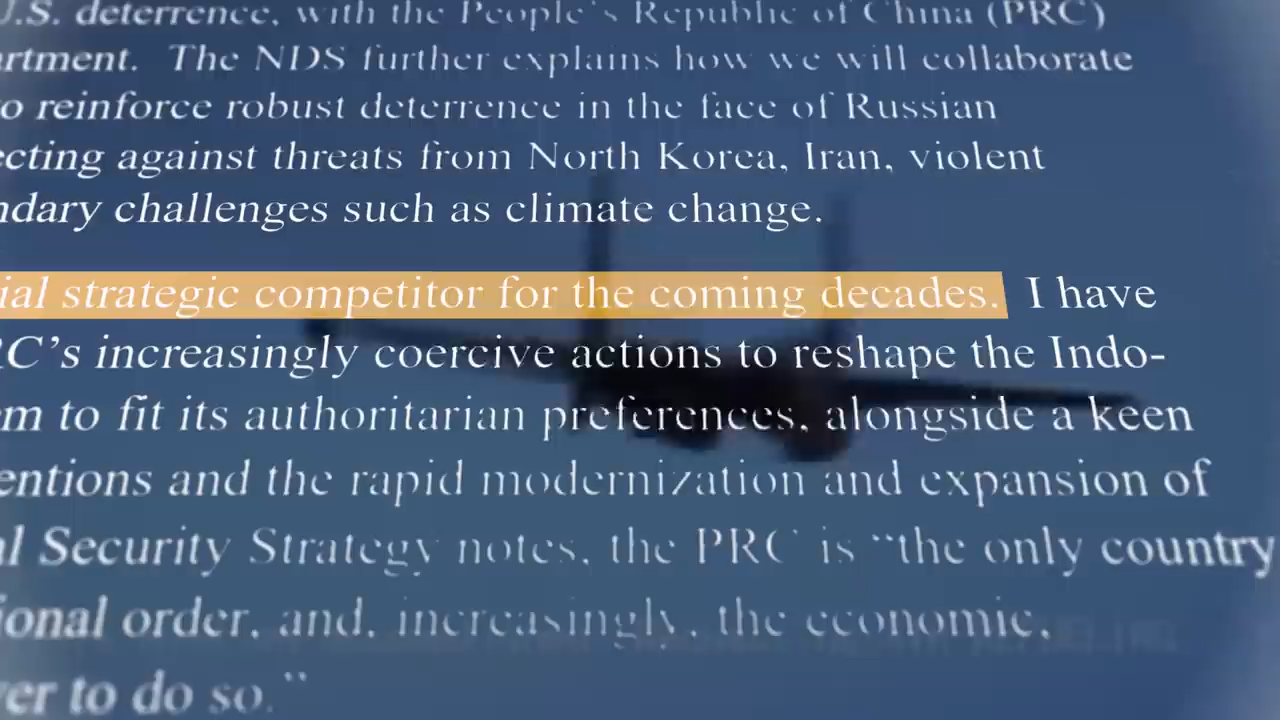 U.S. deterrence, with the People's Republic of China (PRC)
artment. The NDS further explains how we will collaborate
o reinforce robust deterrence in the face of Russian
ecting against threats from North Korea, Iran, violent
ndary challenges such as climate change.
ial strategic competitor for the coming decades. I have
RC’s increasingly coercive actions to reshape the Indo-
m to fit its authoritarian preferences, alongside a keen
entions and the rapid modernization and expansion of
al Security Strategy notes, the PRC is “the only country
ional order, and, increasingly, the economic,
er to do so.”